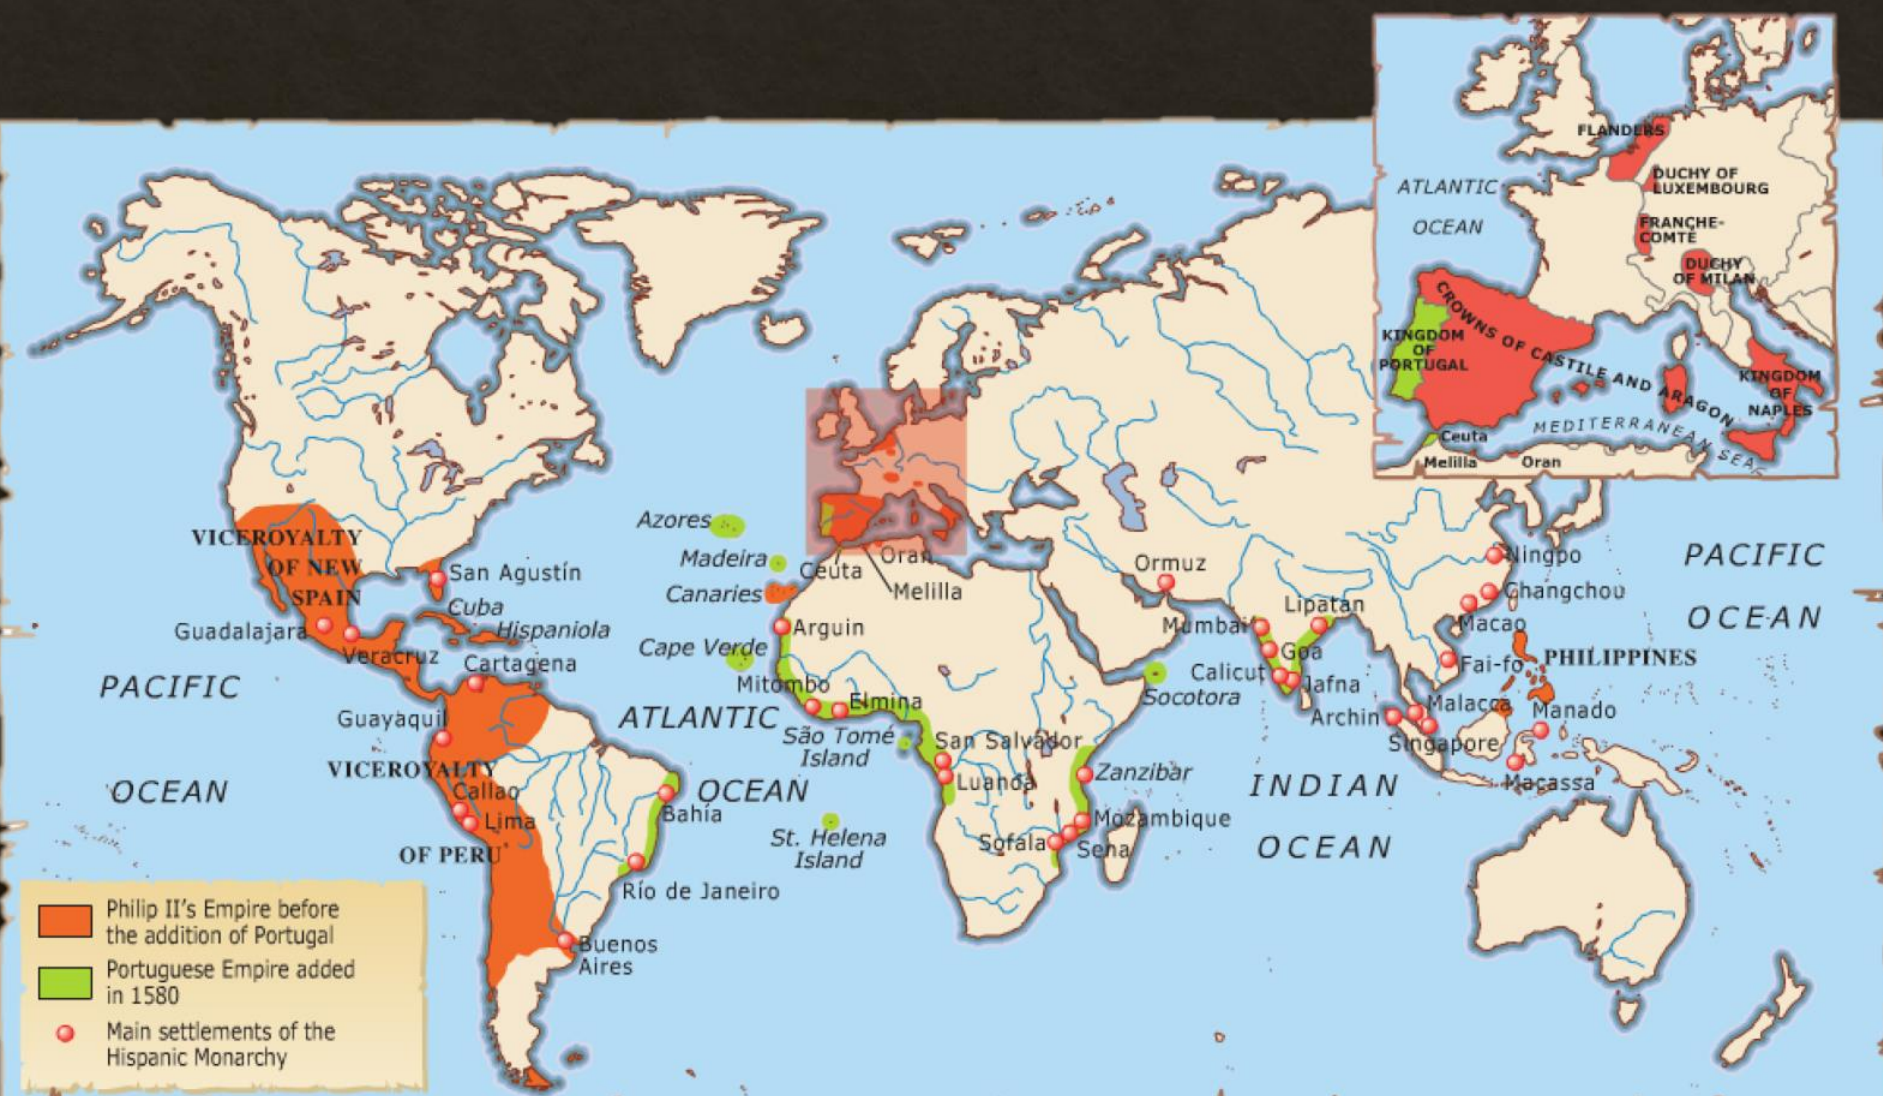 FLANDERS
DUCHY OF
LUXEMBOURG
ATLANTIC
OCEAN
FRANCHE-
COMTÉ
DUCHY
OF MILAN
CROWNS OF CASTILE AND ARAGON
KINGDOM
OF
PORTUGAL
KINGDOM
OF
NAPLES
MEDITERRANEAN SEA
Ceuta
Melilla
Oran
VICEROYALTY
OF NEW
SPAIN
San Agustín
Cuba
Hispaniola
Guadalajara
Veracruz
Cartagena
PACIFIC
OCEAN
Guayaquil
VICEROYALTY
OF PERU
Callao
Lima
Bahía
Río de Janeiro
Buenos
Aires
Azores
Madeira
Canaries
Cape Verde
ATLANTIC
OCEAN
Ceuta
Oran
Melilla
Arguin
Mitombo
Elmina
São Tomé
Island
San Salvador
Luanda
St. Helena
Island
Zanzibar
Mozambique
Sofala
Sena
Ormuz
Socotora
Mumbai
Lipatan
Goa
Calicut
Jafna
INDIAN
OCEAN
Ningpo
Changchou
Macao
Fai-fo
PHILIPPINES
Malacca
Manado
Archin
Singapore
Macassa
PACIFIC
OCEAN
Philip II's Empire before
the addition of Portugal
Portuguese Empire added
in 1580
Main settlements of the
Hispanic Monarchy